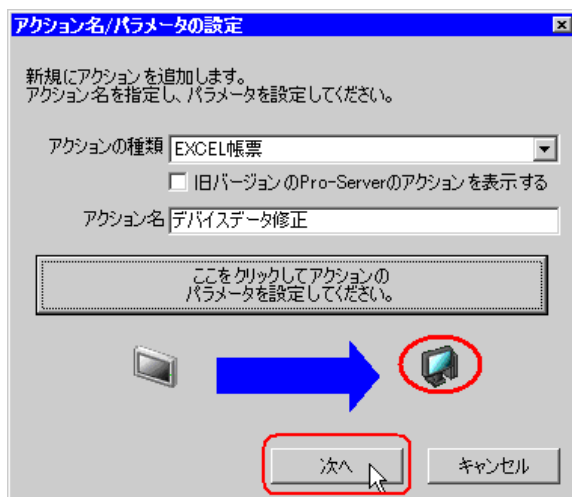 アクション名/パラメータの設定
新規にアクションを追加します。
アクション名を指定し、パラメータを設定してください。
アクションの種類 EXCEL帳票
旧バージョンのPro-Serverのアクションを表示する
アクション名 デバイスデータ修正
ここをクリックしてアクションの
パラメータを設定してください。
次へ キャンセル